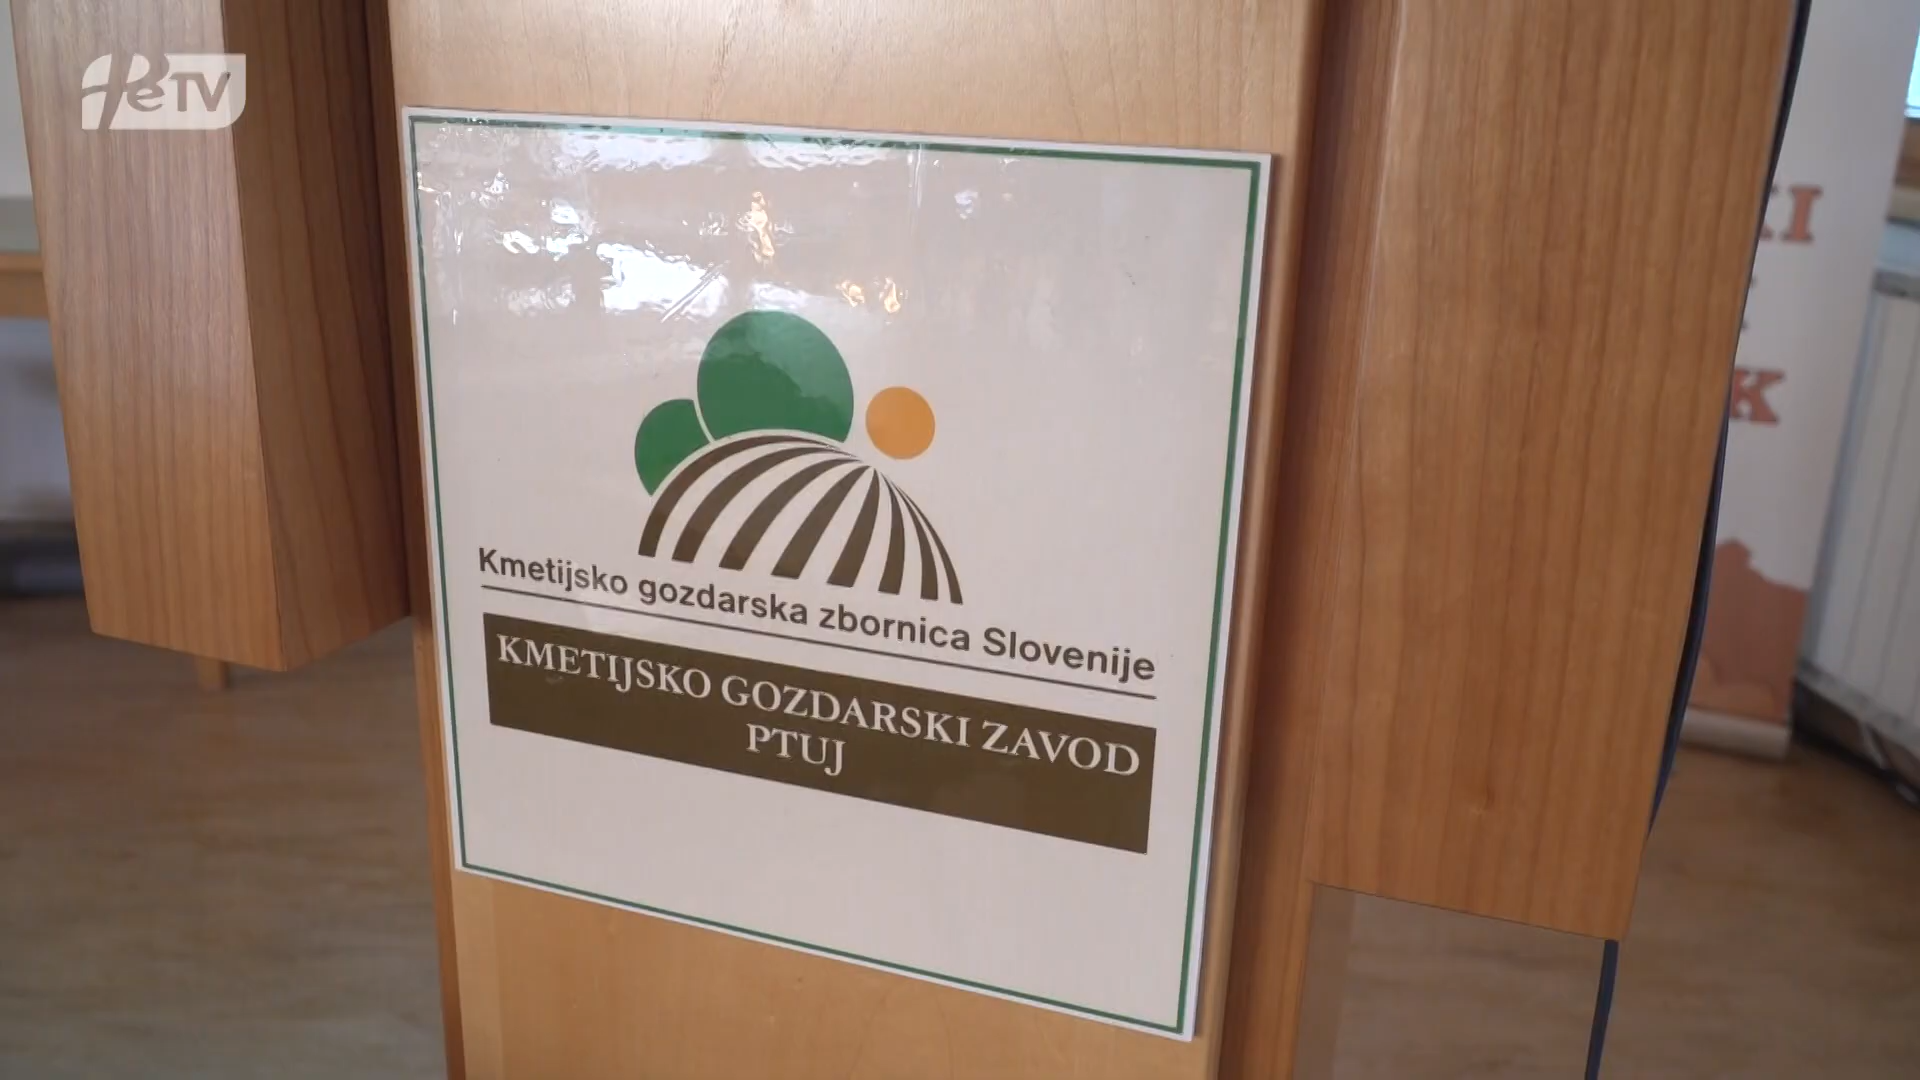 PeTV
Kmetijsko gozdarska zbornica Slovenije
KMETIJSKO GOZDARSKI ZAVOD
PTUJ